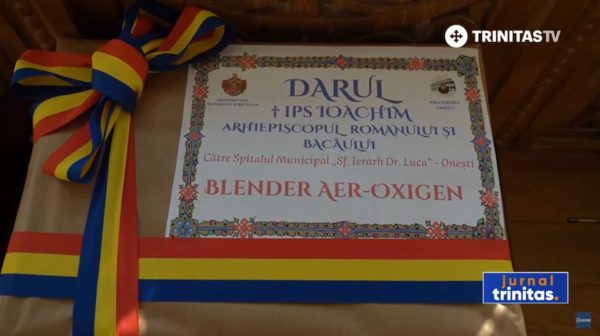 TRINITASTV
DARUL
† IPS IOACHIM
ARHIEPISCOPUL ROMANULUI ȘI
BACĂULUI
Către Spitalul Municipal „Sf. Ierarh Dr. Luca” - Onești
BLENDER AER-OXIGEN
jurnal
trinitas.